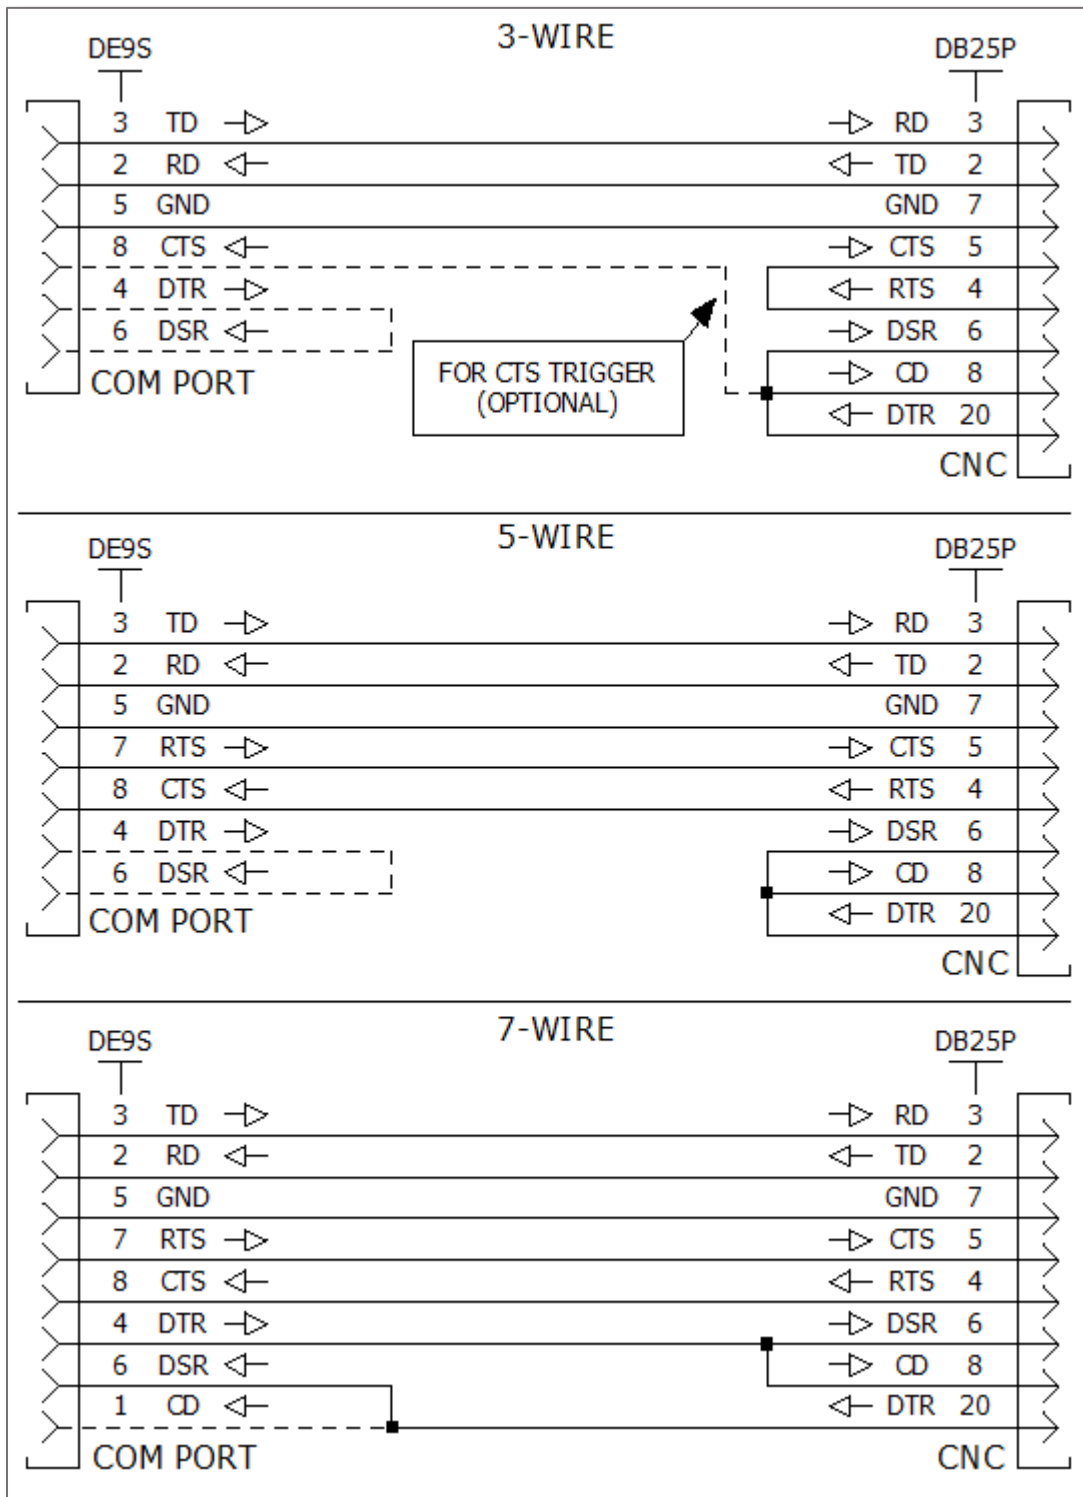 3-WIRE
DE9S DB25P
3 TD RD 3
2 RD TD 2
5 GND GND 7
8 CTS CTS 5
4 DTR RTS 4
6 DSR DSR 6
FOR CTS TRIGGER
(OPTIONAL)
CD 8
COM PORT
DTR 20
CNC
5-WIRE
DE9S DB25P
3 TD RD 3
2 RD TD 2
5 GND GND 7
7 RTS CTS 5
8 CTS RTS 4
4 DTR DSR 6
6 DSR CD 8
COM PORT DTR 20
CNC
7-WIRE
DE9S DB25P
3 TD RD 3
2 RD TD 2
5 GND GND 7
7 RTS CTS 5
8 CTS RTS 4
4 DTR DSR 6
6 DSR CD 8
1 CD DTR 20
COM PORT CNC